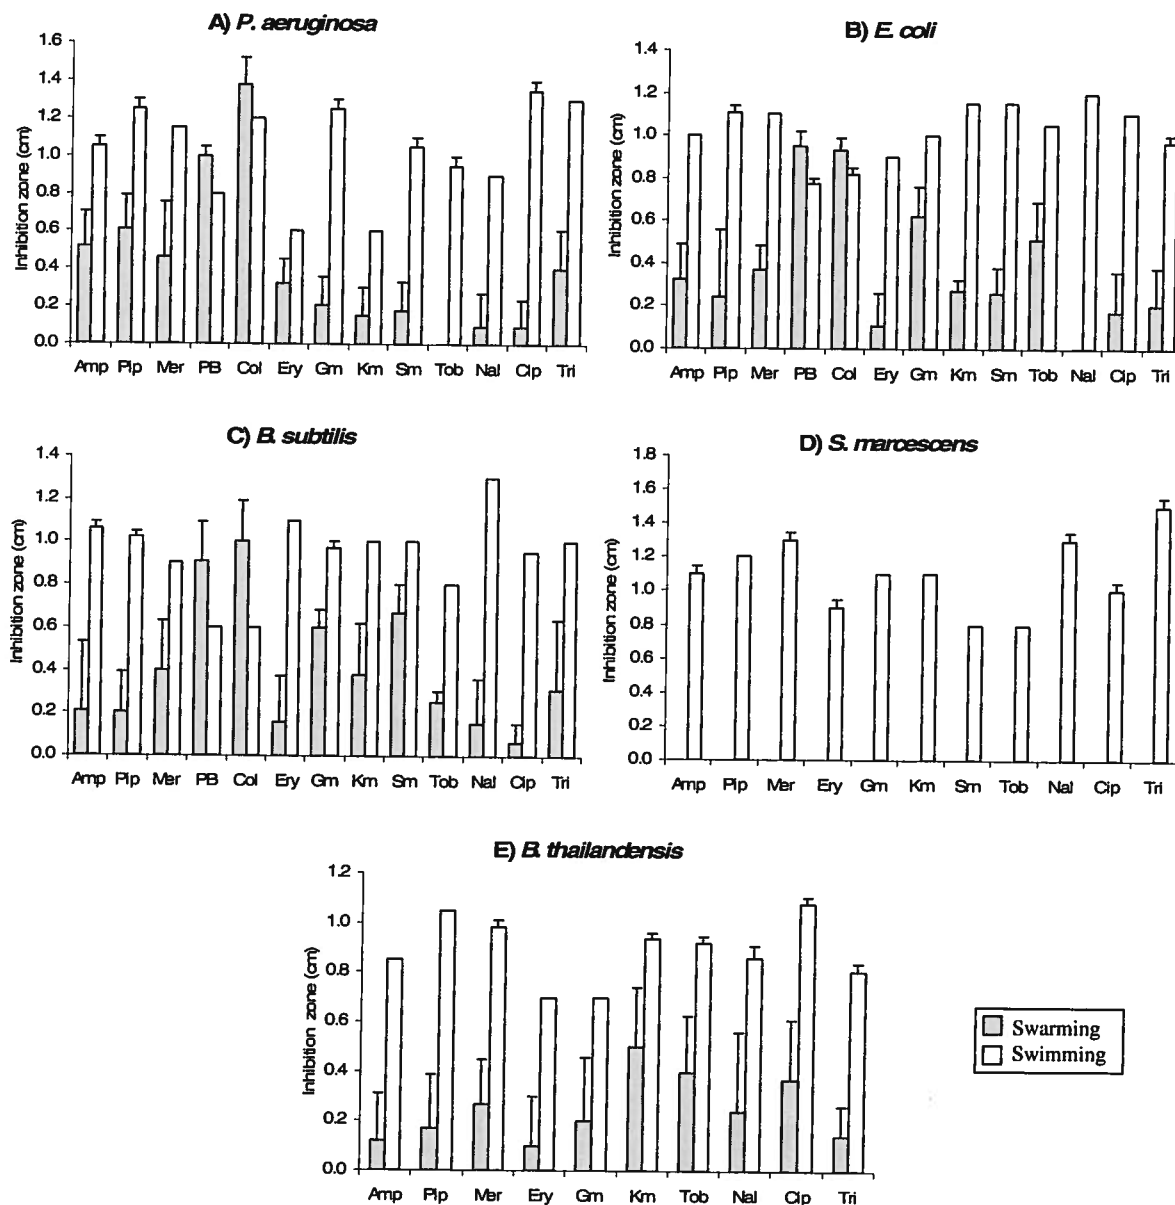 A) P. aeruginosa
Inhibition zone (cm)
1.6
1.4
1.2
1.0
0.8
0.6
0.4
0.2
0.0
Amp Pip Mer PB Col Ery Gm Km Sm Tob Nal Cip Tri
B) E. coli
Inhibition zone (cm)
1.4
1.2
1.0
0.8
0.6
0.4
0.2
0.0
Amp Pip Mer PB Col Ery Gm Km Sm Tob Nal Cip Tri
C) B. subtilis
Inhibition zone (cm)
1.4
1.2
1.0
0.8
0.6
0.4
0.2
0.0
Amp Pip Mer PB Col Ery Gm Km Sm Tob Nal Cip Tri
D) S. marcescens
Inhibition zone (cm)
1.8
1.6
1.4
1.2
1.0
0.8
0.6
0.4
0.2
0.0
Amp Pip Mer Ery Gm Km Sm Tob Nal Cip Tri
E) B. thailandensis
Inhibition zone (cm)
1.2
1.0
0.8
0.6
0.4
0.2
0.0
Amp Pip Mer Ery Gm Km Tob Nal Cip Tri
Swarming
Swimming